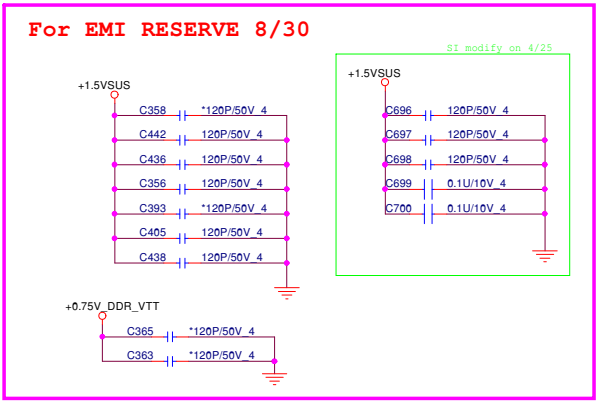 For EMI RESERVE 8/30
SI modify on 4/25
+1.5VSUS
C358 *120P/50V_4
C442 120P/50V_4
C436 120P/50V_4
C356 120P/50V_4
C393 *120P/50V_4
C405 120P/50V_4
C438 120P/50V_4
+1.5VSUS
C696 120P/50V_4
C697 120P/50V_4
C698 120P/50V_4
C699 0.1U/10V_4
C700 0.1U/10V_4
+0.75V_DDR_VTT
C365 *120P/50V_4
C363 *120P/50V_4